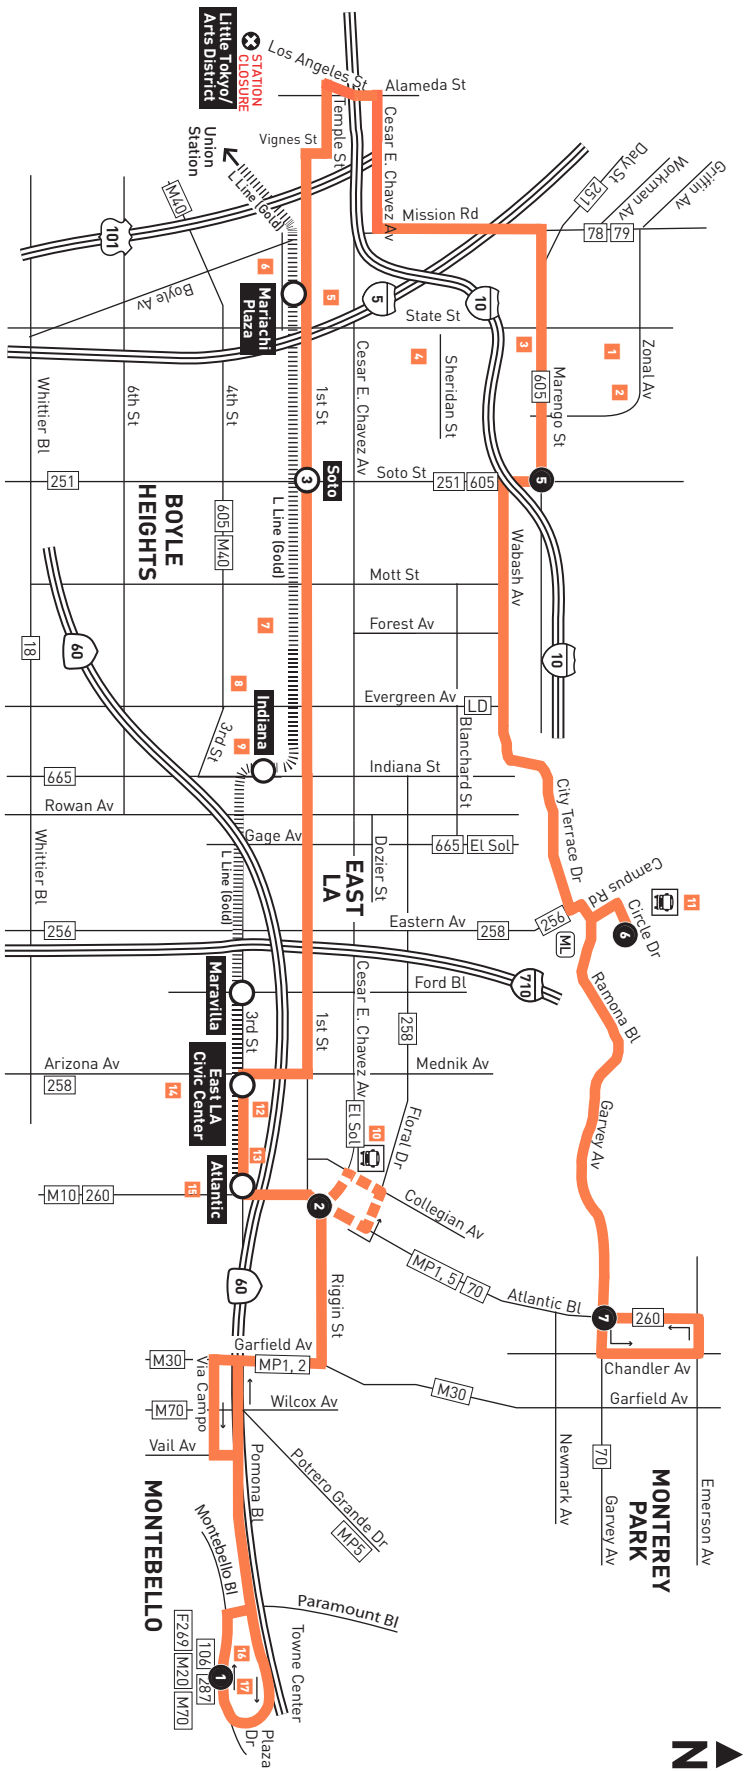 Little Tokyo/
Arts District
STATION
CLOSURE
Los Angeles St
Alameda St
Temple St
Cesar E. Chavez Av
Vignes St
Union
Station
L Line (Gold)
Mission Rd
Daly St
Workman Av
Griffin Av
251
78
79
M40
101
Boyle Av
6
Mariachi
Plaza
5
5
10
State St
4
Sheridan St
3
1
2
Zonal Av
605
Marengo St
Whittier Bl
6th St
4th St
1st St
Cesar E. Chavez Av
251
BOYLE
HEIGHTS
605
M40
L Line (Gold)
3
Soto
Soto St
251
605
5
Wabash Av
Mott St
Forest Av
18
60
7
8
9
Indiana
Evergreen Av
LD
Blanchard St
10
3rd St
665
Indiana St
Rowan Av
Gage Av
Whittier Bl
L Line (Gold)
EAST
LA
Dozier St
665
El Sol
City Terrace Dr
Campus Rd
Circle Dr
11
6
256
Eastern Av
258
256
ML
710
Ramona Bl
Maravilla
3rd St
Ford Bl
Cesar E. Chavez Av
1st St
258
Arizona Av
258
Mednik Av
East LA
Civic Center
14
12
13
15
Atlantic
M10
260
El Sol
10
Floral Dr
Collegian Av
2
Garvey Av
MP1, 5
70
Atlantic Bl
7
260
Chandler Av
60
Riggin St
Garfield Av
MP1, 2
M30
Via Campo
M70
Wilcox Av
Vail Av
M30
Garfield Av
Newmark Av
70
Garvey Av
MONTEREY
PARK
Emerson Av
Pomona Bl
Potrero Grande Dr
MP5
MONTEBELLO
Montebello Bl
Paramount Bl
Towne Center
F269
M20
M70
106
287
1
16
17
Plaza
Dr
N